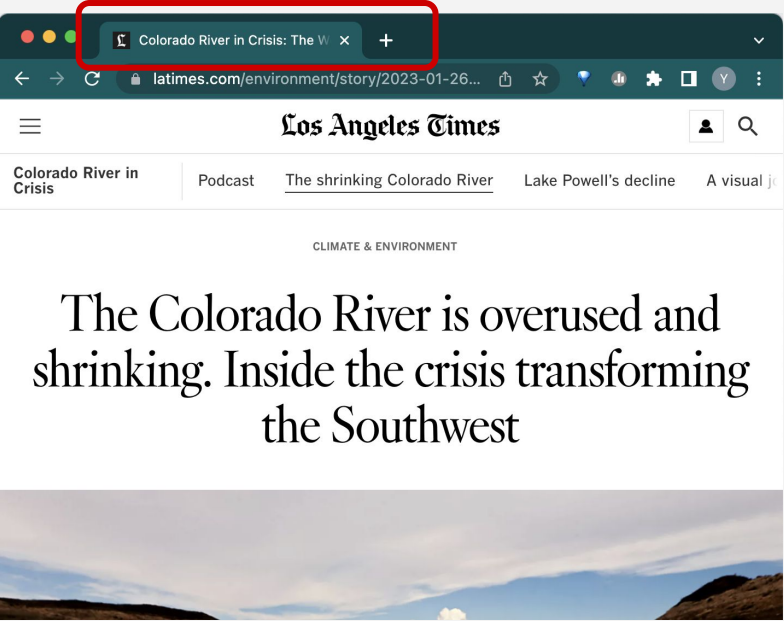 Colorado River in Crisis: The W
latimes.com/environment/story/2023-01-26...
Y
Los Angeles Times
Colorado River in
Crisis
Podcast
The shrinking Colorado River
Lake Powell's decline
A visual jo
CLIMATE & ENVIRONMENT
The Colorado River is overused and
shrinking. Inside the crisis transforming
the Southwest